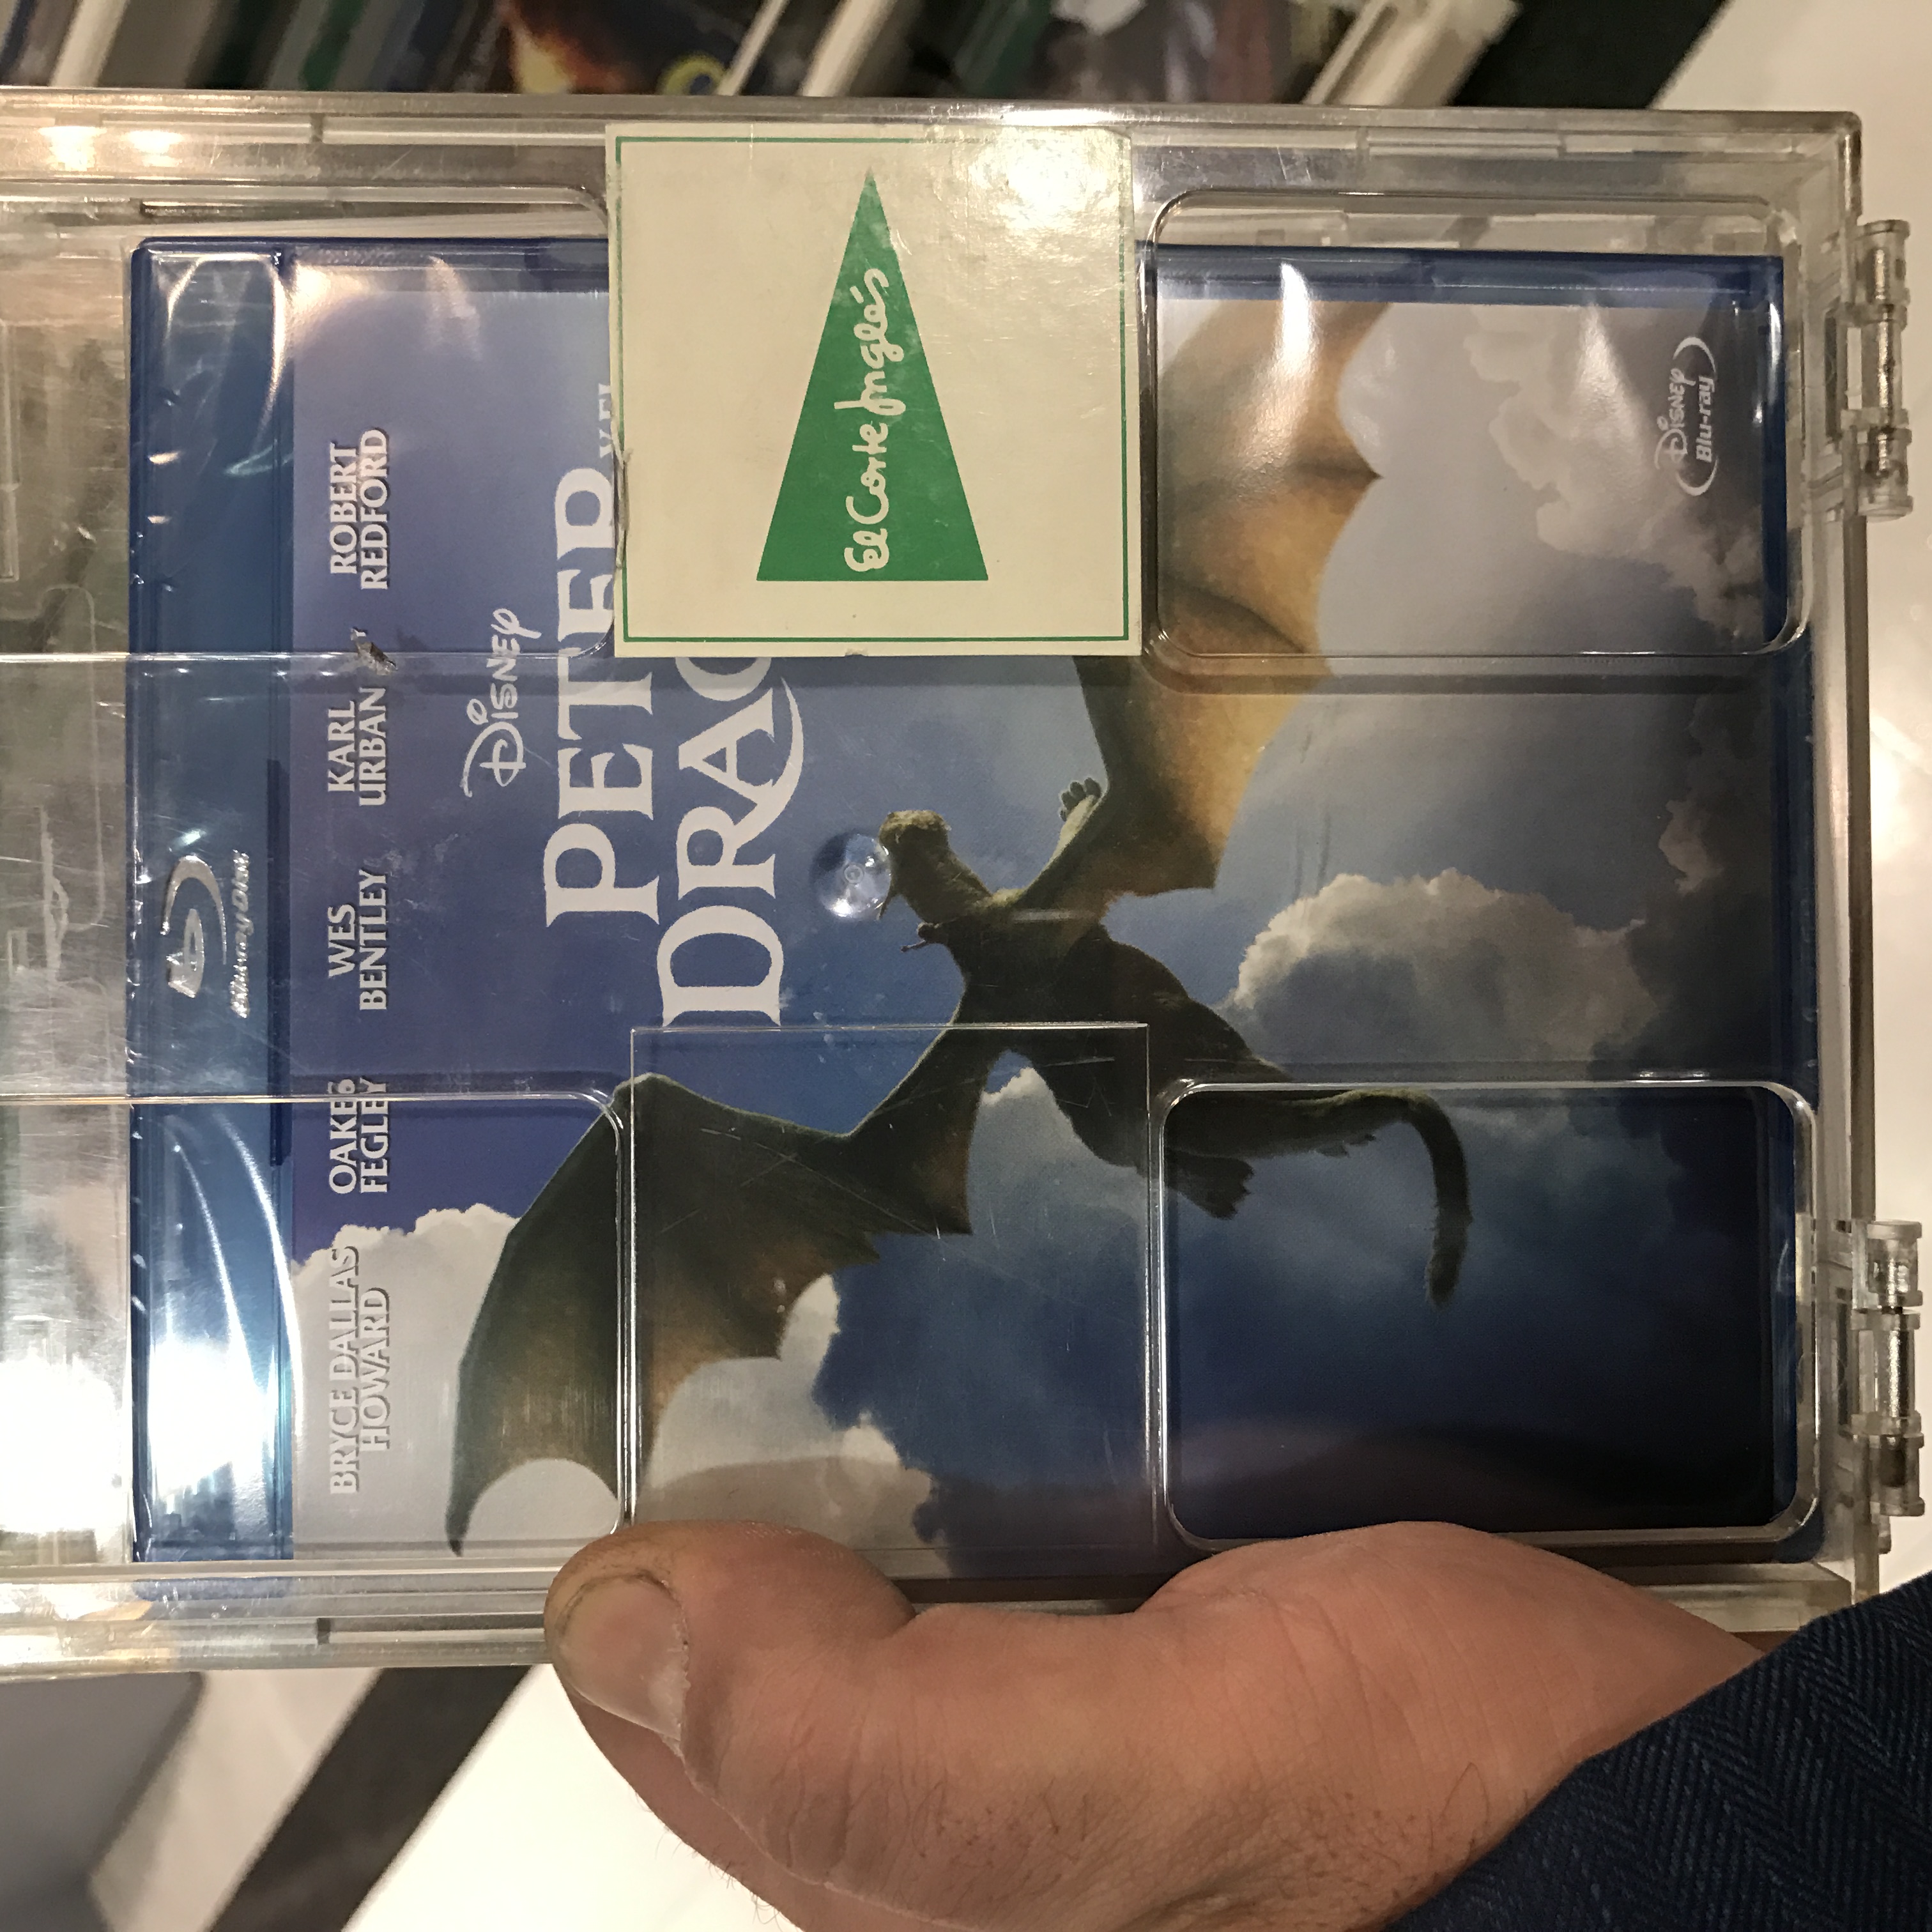 Blu-ray Disc
BRYCE DALLAS
HOWARD
OAKES
FEGLEY
WES
BENTLEY
KARL
URBAN
ROBERT
REDFORD
DISNEY
PETER
DRAG
El Corte Inglés
DISNEY
Blu-ray